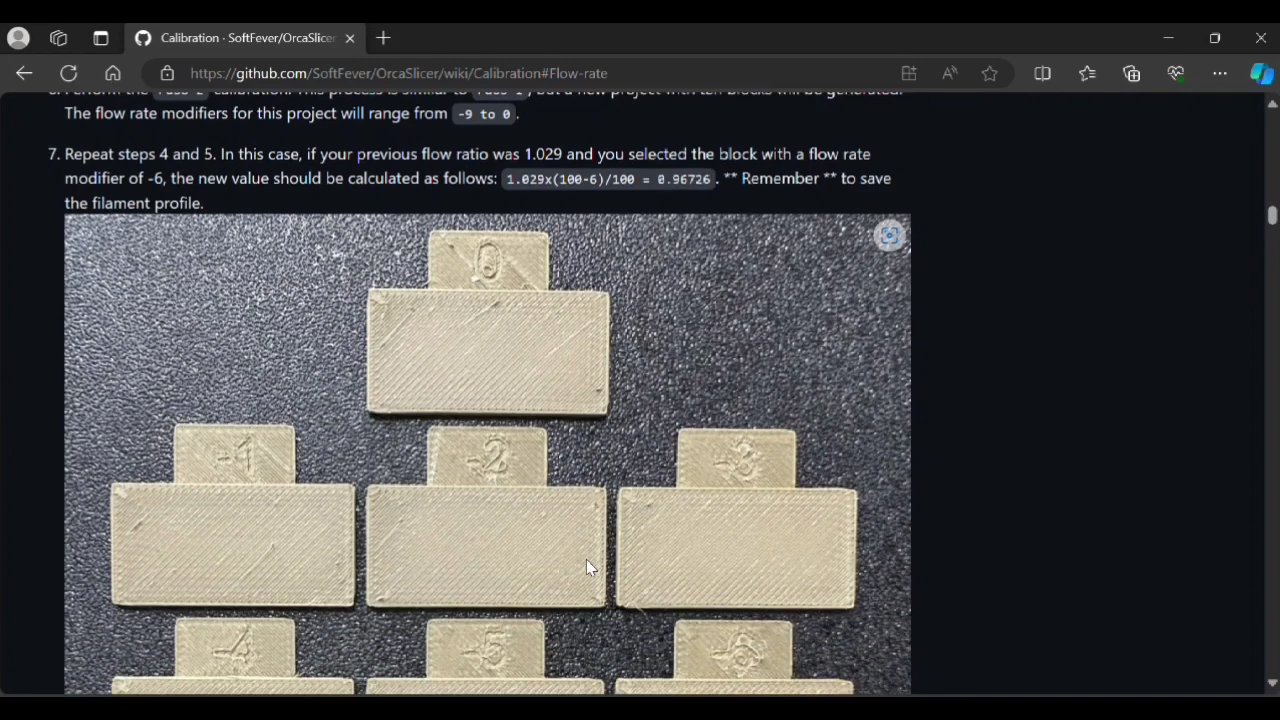 Calibration · SoftFever/OrcaSlicer
https://github.com/SoftFever/OrcaSlicer/wiki/Calibration#Flow-rate
The flow rate modifiers for this project will range from -9 to 0.
7. Repeat steps 4 and 5. In this case, if your previous flow ratio was 1.029 and you selected the block with a flow rate
modifier of -6, the new value should be calculated as follows: 1.029x(100-6)/100 = 0.96726. ** Remember ** to save
the filament profile.
0
-1 -2 -3
-4 -5 -6